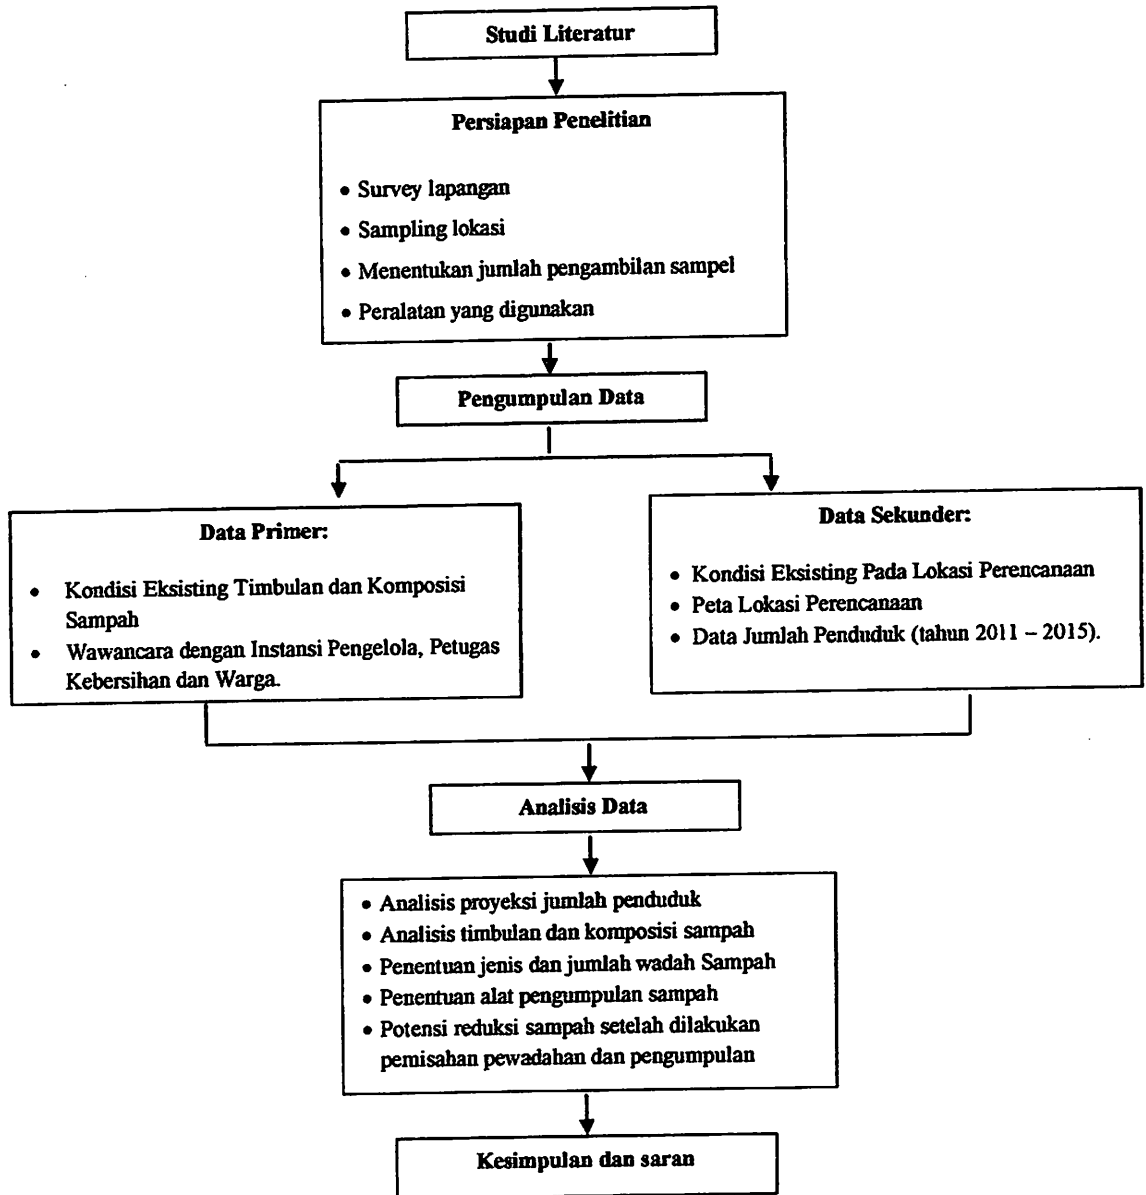 Studi Literatur
Persiapan Penelitian
• Survey lapangan
• Sampling lokasi
• Menentukan jumlah pengambilan sampel
• Peralatan yang digunakan
Pengumpulan Data
Data Primer:
• Kondisi Eksisting Timbulan dan Komposisi
Sampah
• Wawancara dengan Instansi Pengelola, Petugas
Kebersihan dan Warga.
Data Sekunder:
• Kondisi Eksisting Pada Lokasi Perencanaan
• Peta Lokasi Perencanaan
• Data Jumlah Penduduk (tahun 2011 – 2015).
Analisis Data
• Analisis proyeksi jumlah penduduk
• Analisis timbulan dan komposisi sampah
• Penentuan jenis dan jumlah wadah Sampah
• Penentuan alat pengumpulan sampah
• Potensi reduksi sampah setelah dilakukan
pemisahan pewadahan dan pengumpulan
Kesimpulan dan saran